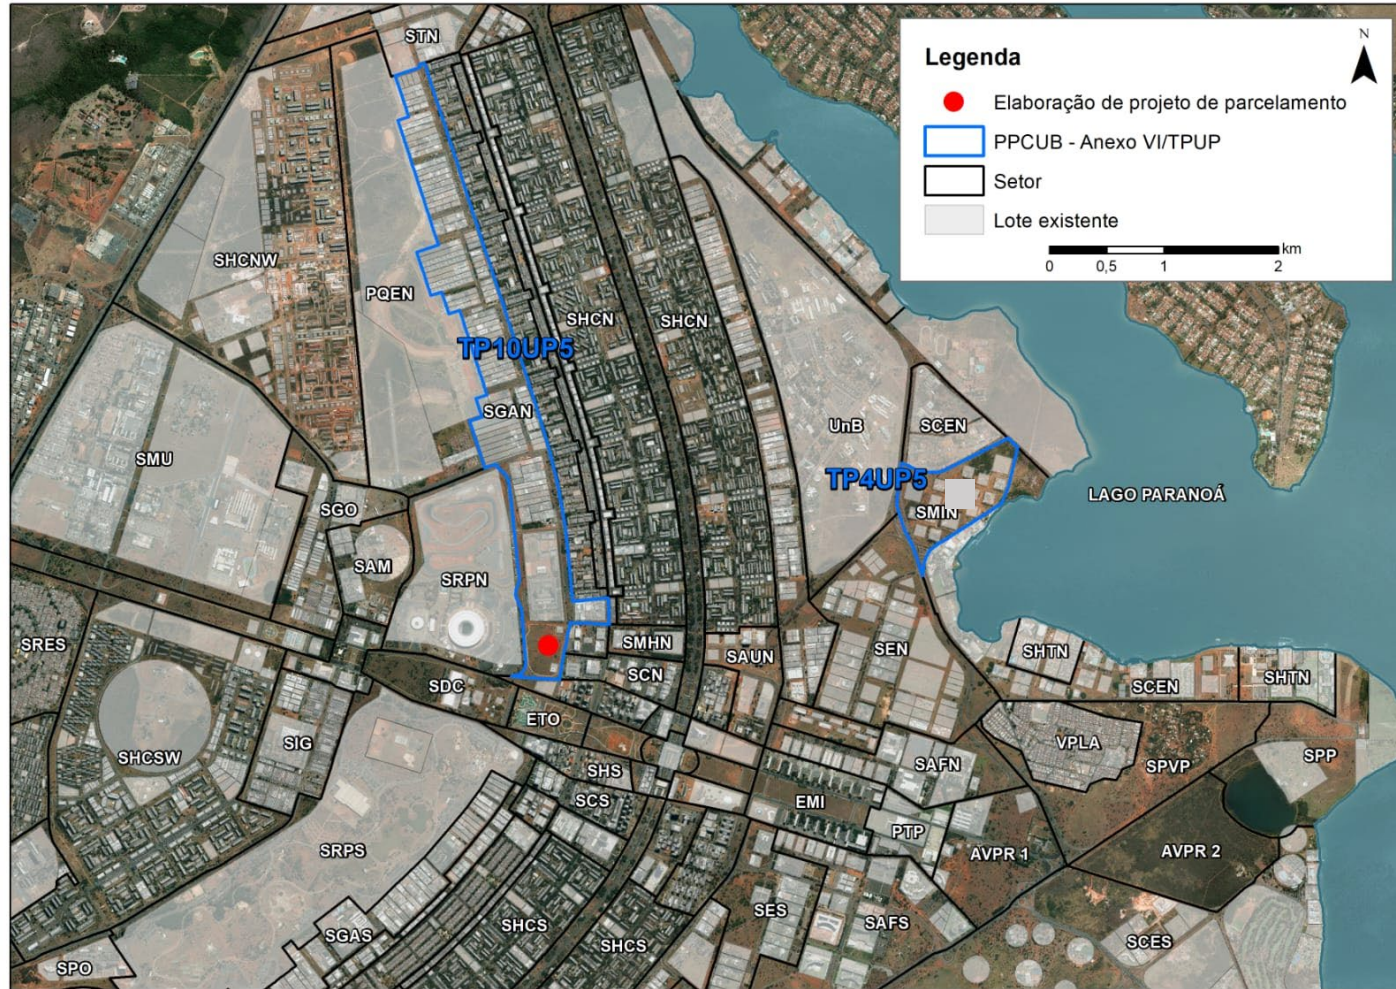 STN
Legenda
N
Elaboração de projeto de parcelamento
PPCUB - Anexo VI/TPUP
Setor
Lote existente
km
0 0,5 1 2
SHCNW
PQEN
SHCN
SHCN
TP10UP5
SGAN
UnB
SCEN
SMU
TP4UP5
LAGO PARANOÁ
SGO
SMIN
SAM
SRPN
SRES
SMHN
SAUN
SEN
SHTN
SCN
SDC
SCEN
SHTN
ETO
SHCSW
SIG
VPLA
SPP
SHS
SAFN
SPVP
SCS
EMI
PTP
SRPS
AVPR 1
AVPR 2
SES
SAFS
SHCS
SGAS
SHCS
SCES
SPO